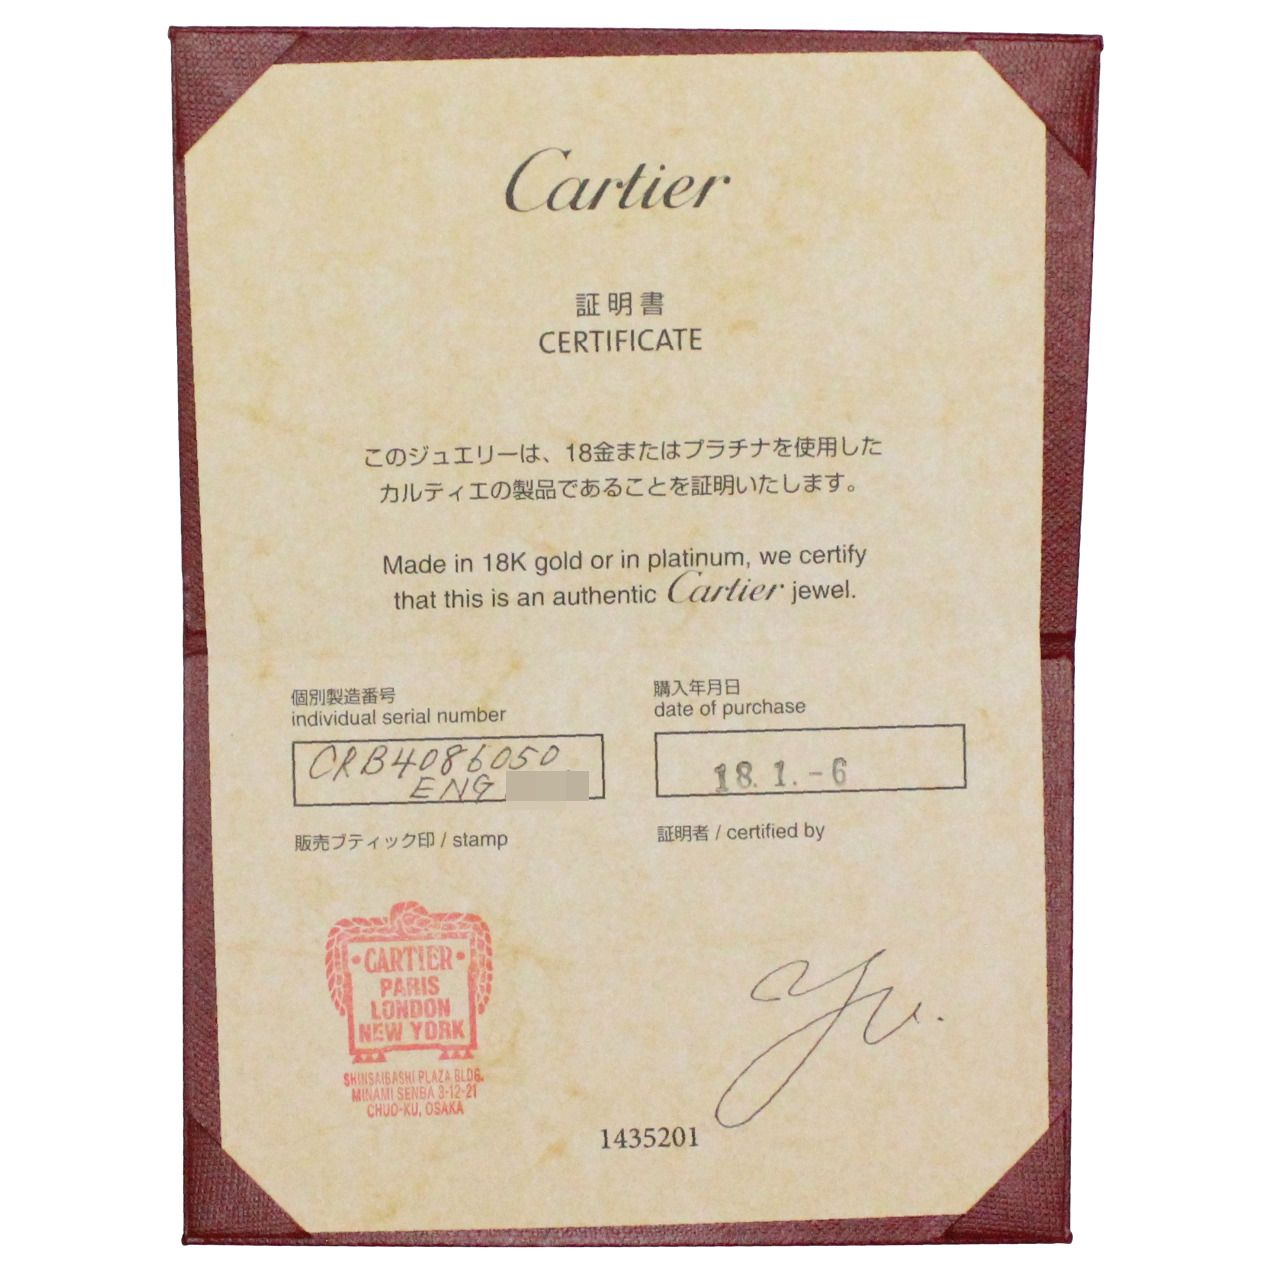 Cartier
証明書
CERTIFICATE
このジュエリーは、18金またはプラチナを使用した
カルティエの製品であることを証明いたします。
Made in 18K gold or in platinum, we certify
that this is an authentic Cartier jewel.
個別製造番号
individual serial number
CRB4086050
ENG
購入年月日
date of purchase
18. 1. -6
販売ブティック印 / stamp
証明者 / certified by
·CARTIER·
PARIS
LONDON
NEW YORK
SHINSAIBASHI PLAZA BLDG.
MINAMI SENBA 3-12-21
CHUO-KU, OSAKA
1435201